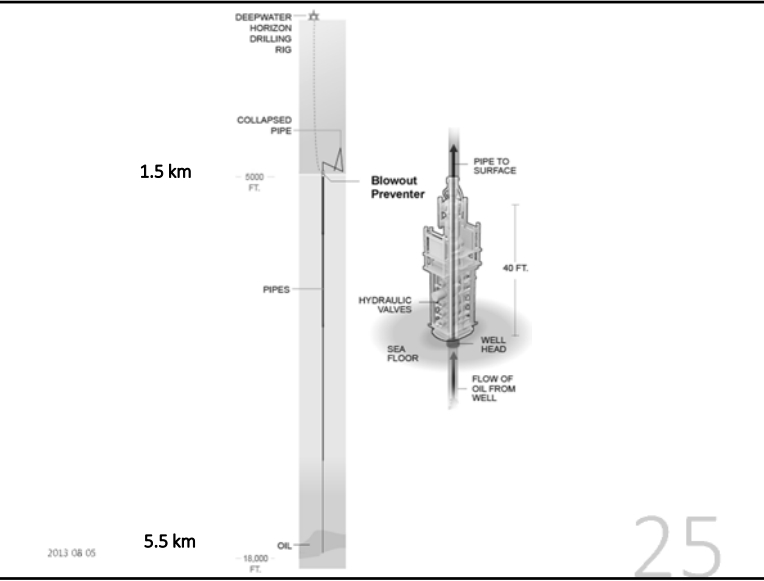 DEEPWATER
HORIZON
DRILLING
RIG
COLLAPSED
PIPE
1.5 km
5000
FT.
Blowout
Preventer
PIPE TO
SURFACE
40 FT.
PIPES
HYDRAULIC
VALVES
SEA
FLOOR
WELL
HEAD
FLOW OF
OIL FROM
WELL
5.5 km
OIL
18,000
FT.
2013 08 05
25